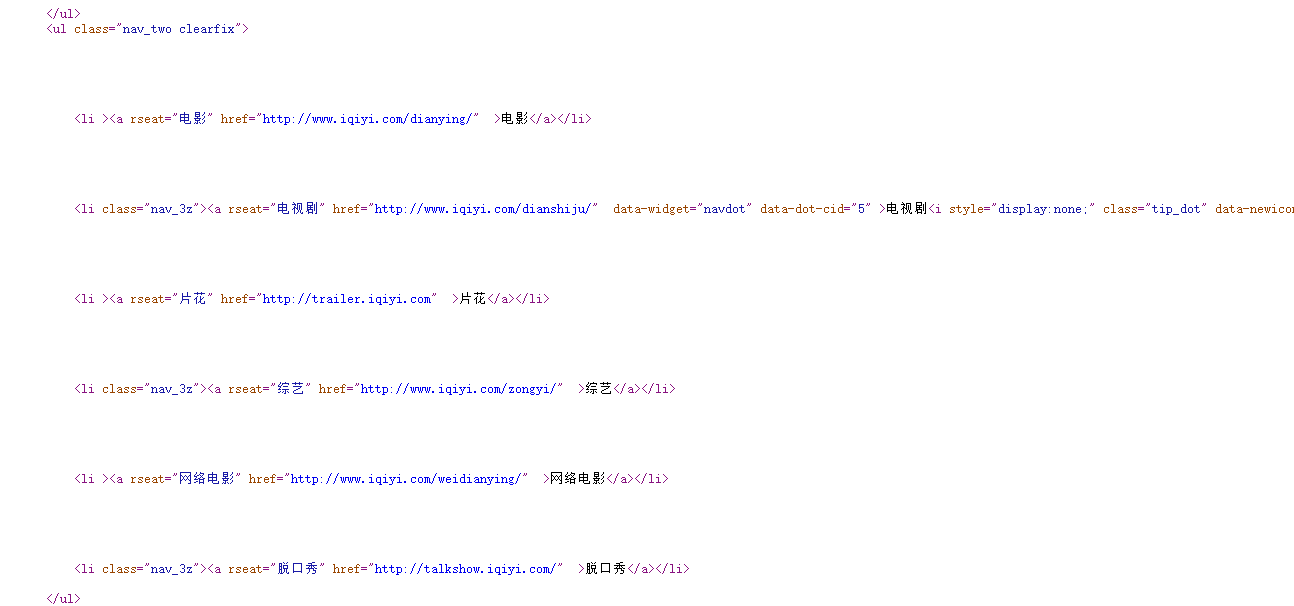 </ul>
<ul class="nav_two clearfix">
<li ><a rseat="电影" href="http://www.iqiyi.com/dianying/"  >电影</a></li>
<li class="nav_3z"><a rseat="电视剧" href="http://www.iqiyi.com/dianshiju/"  data-widget="navdot" data-dot-cid="5" >电视剧<i style="display:none;" class="tip_dot" data-newicon
<li ><a rseat="片花" href="http://trailer.iqiyi.com"  >片花</a></li>
<li class="nav_3z"><a rseat="综艺" href="http://www.iqiyi.com/zongyi/"  >综艺</a></li>
<li ><a rseat="网络电影" href="http://www.iqiyi.com/weidianying/"  >网络电影</a></li>
<li class="nav_3z"><a rseat="脱口秀" href="http://talkshow.iqiyi.com/"  >脱口秀</a></li>
</ul>